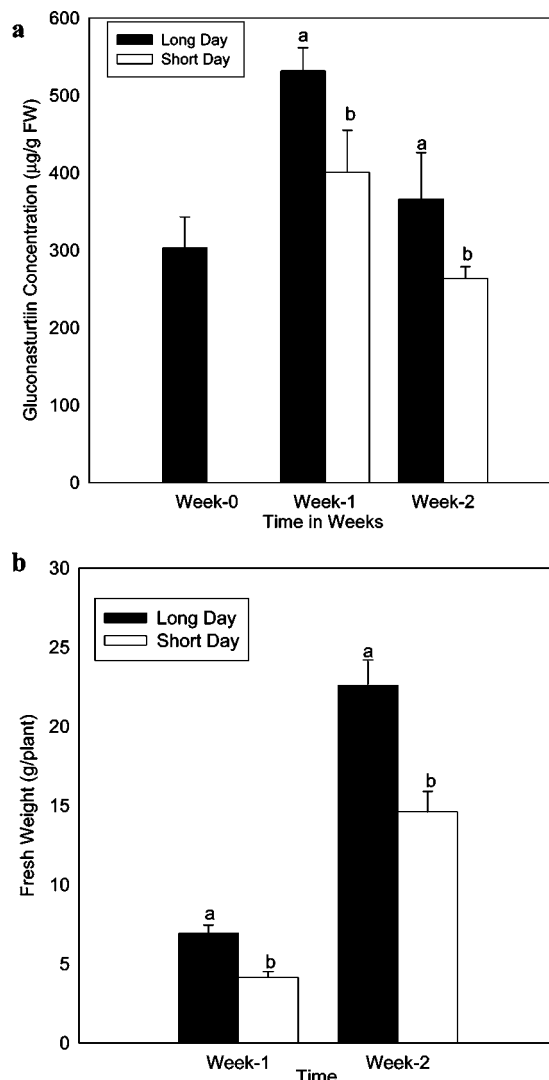 a
600
500
400
300
200
100
0
Gluconasturtiin Concentration (µg/g FW)
Long Day
Short Day
a
b
a
b
Week-0 Week-1 Week-2
Time in Weeks
b
30
25
20
15
10
5
0
Fresh Weight (g/plant)
Long Day
Short Day
a
b
a
b
Week-1 Week-2
Time